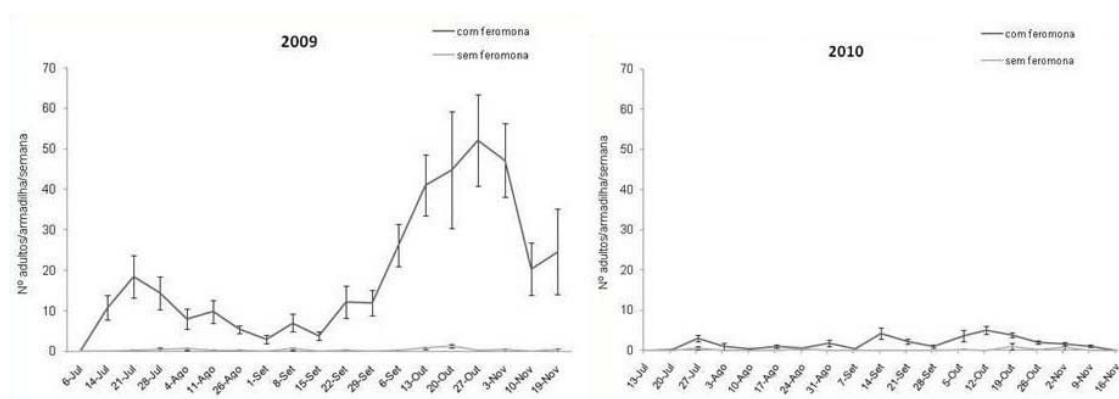 2009
com feromona
sem feromona
Nº adultos/armadilha/semana
70
60
50
40
30
20
10
0
6-Jul
14-Jul
21-Jul
28-Jul
4-Ago
11-Ago
26-Ago
1-Set
8-Set
15-Set
22-Set
29-Set
6-Set
13-Out
20-Out
27-Out
3-Nov
10-Nov
19-Nov
2010
com feromona
sem feromona
Nº adultos/armadilha/semana
70
60
50
40
30
20
10
0
13-Jul
20-Jul
27-Jul
3-Ago
10-Ago
17-Ago
24-Ago
31-Ago
7-Set
14-Set
21-Set
28-Set
5-Out
12-Out
19-Out
26-Out
2-Nov
9-Nov
16-Nov